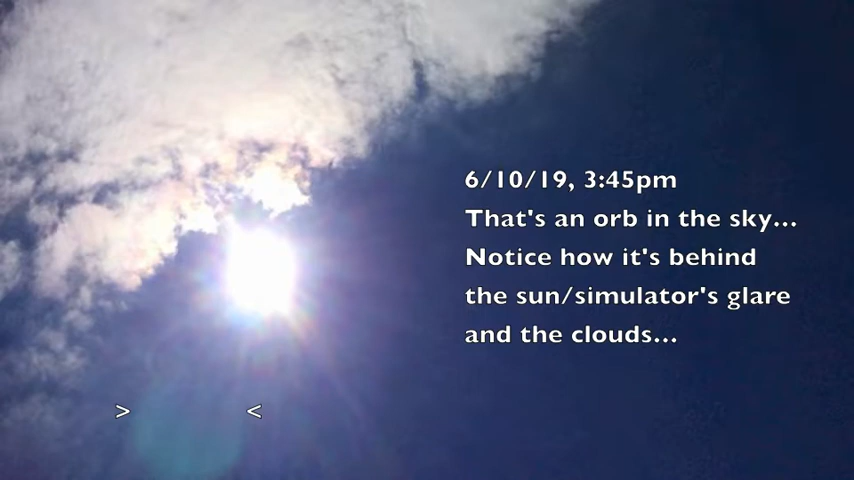 6/10/19, 3:45pm
That's an orb in the sky...
Notice how it's behind
the sun/simulator's glare
and the clouds...
> <